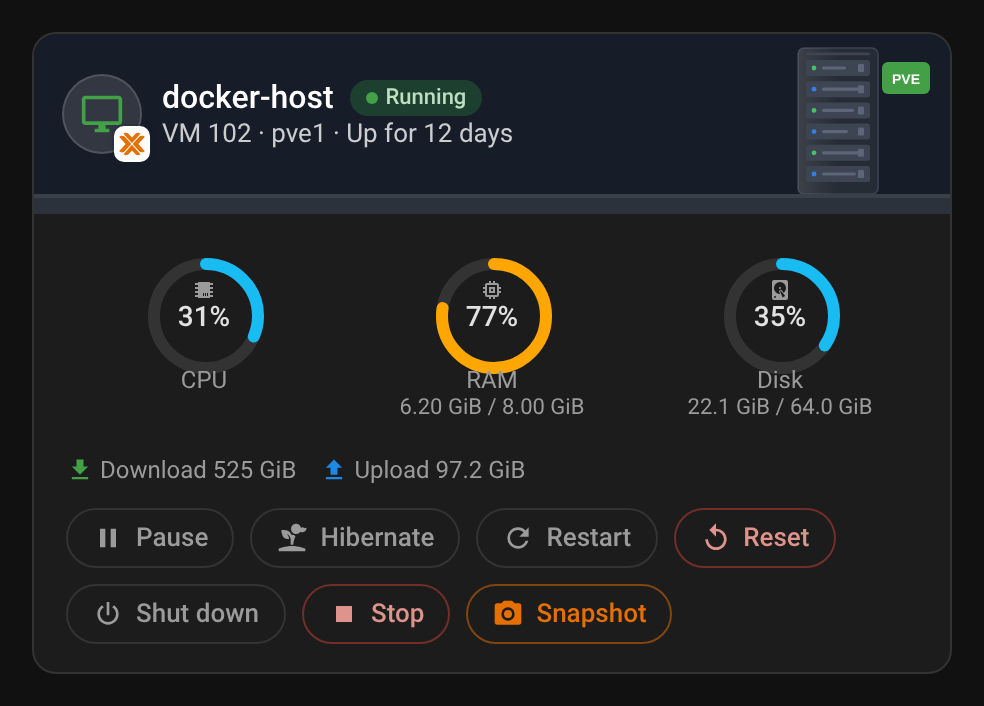 docker-host
Running
PVE
VM 102 · pve1 · Up for 12 days
31%
77%
35%
CPU
RAM
Disk
6.20 GiB / 8.00 GiB
22.1 GiB / 64.0 GiB
Download 525 GiB
Upload 97.2 GiB
Pause
Hibernate
Restart
Reset
Shut down
Stop
Snapshot